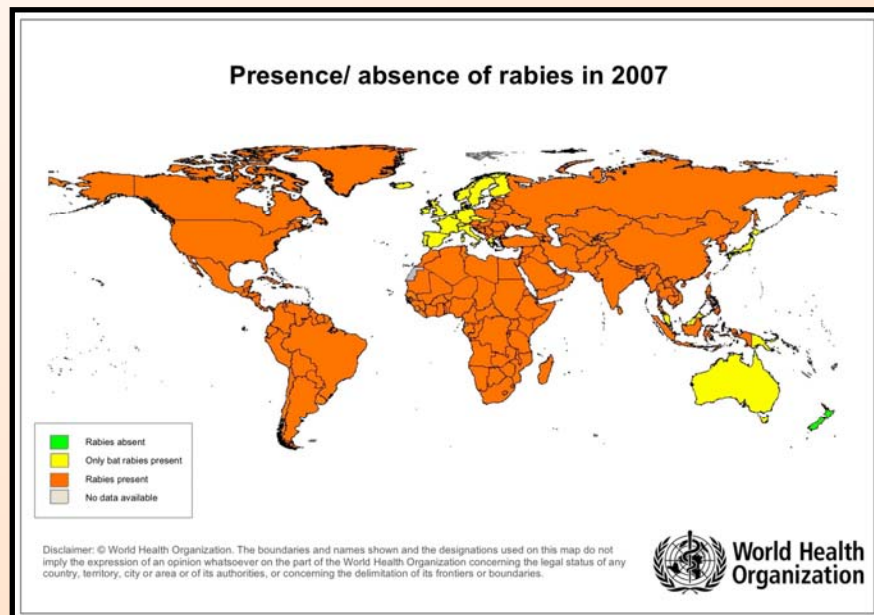 Presence/ absence of rabies in 2007
Rabies absent
Only bat rabies present
Rabies present
No data available
Disclaimer: © World Health Organization. The boundaries and names shown and the designations used on this map do not
imply the expression of an opinion whatsoever on the part of the World Health Organization concerning the legal status of any
country, territory, city or area or of its authorities, or concerning the delimitation of its frontiers or boundaries.
World Health
Organization